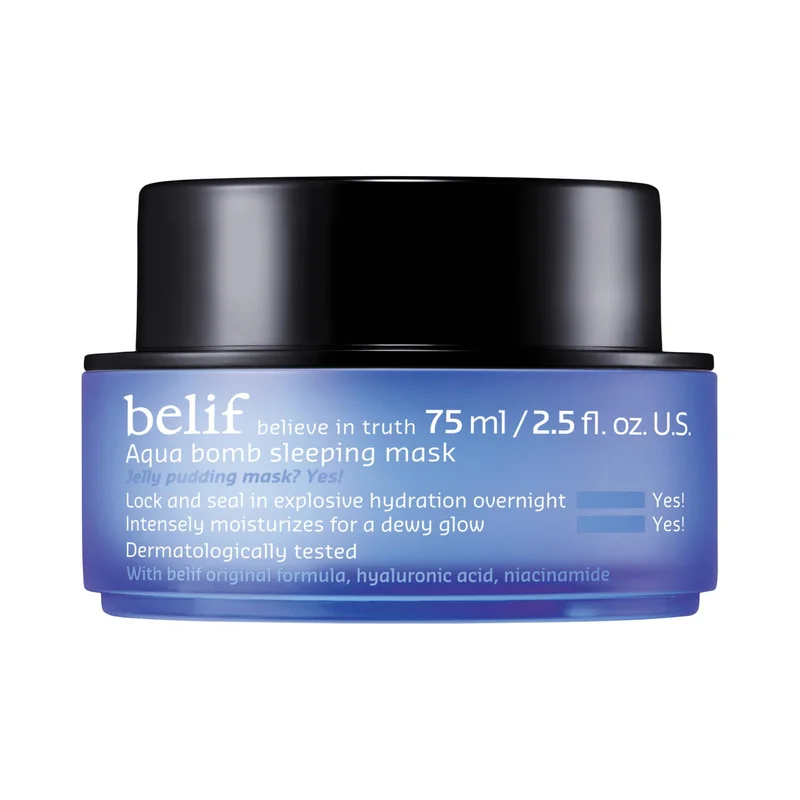 belif believe in truth 75 ml / 2.5 fl. oz. U.S.
Aqua bomb sleeping mask
Jelly pudding mask? Yes!
Lock and seal in explosive hydration overnight Yes!
Intensely moisturizes for a dewy glow Yes!
Dermatologically tested
With belif original formula, hyaluronic acid, niacinamide